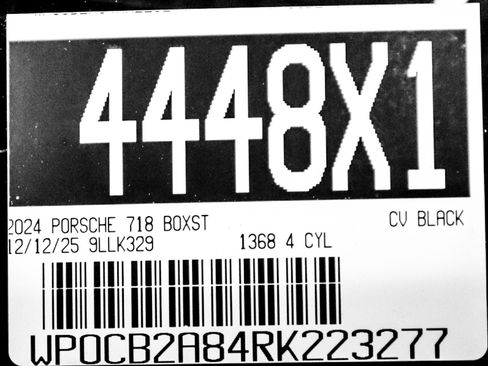 4448X1
2024 PORSCHE 718 BOXST CV BLACK
12/12/25 9LLK329 1368 4 CYL
WP0CB2A84RK223277